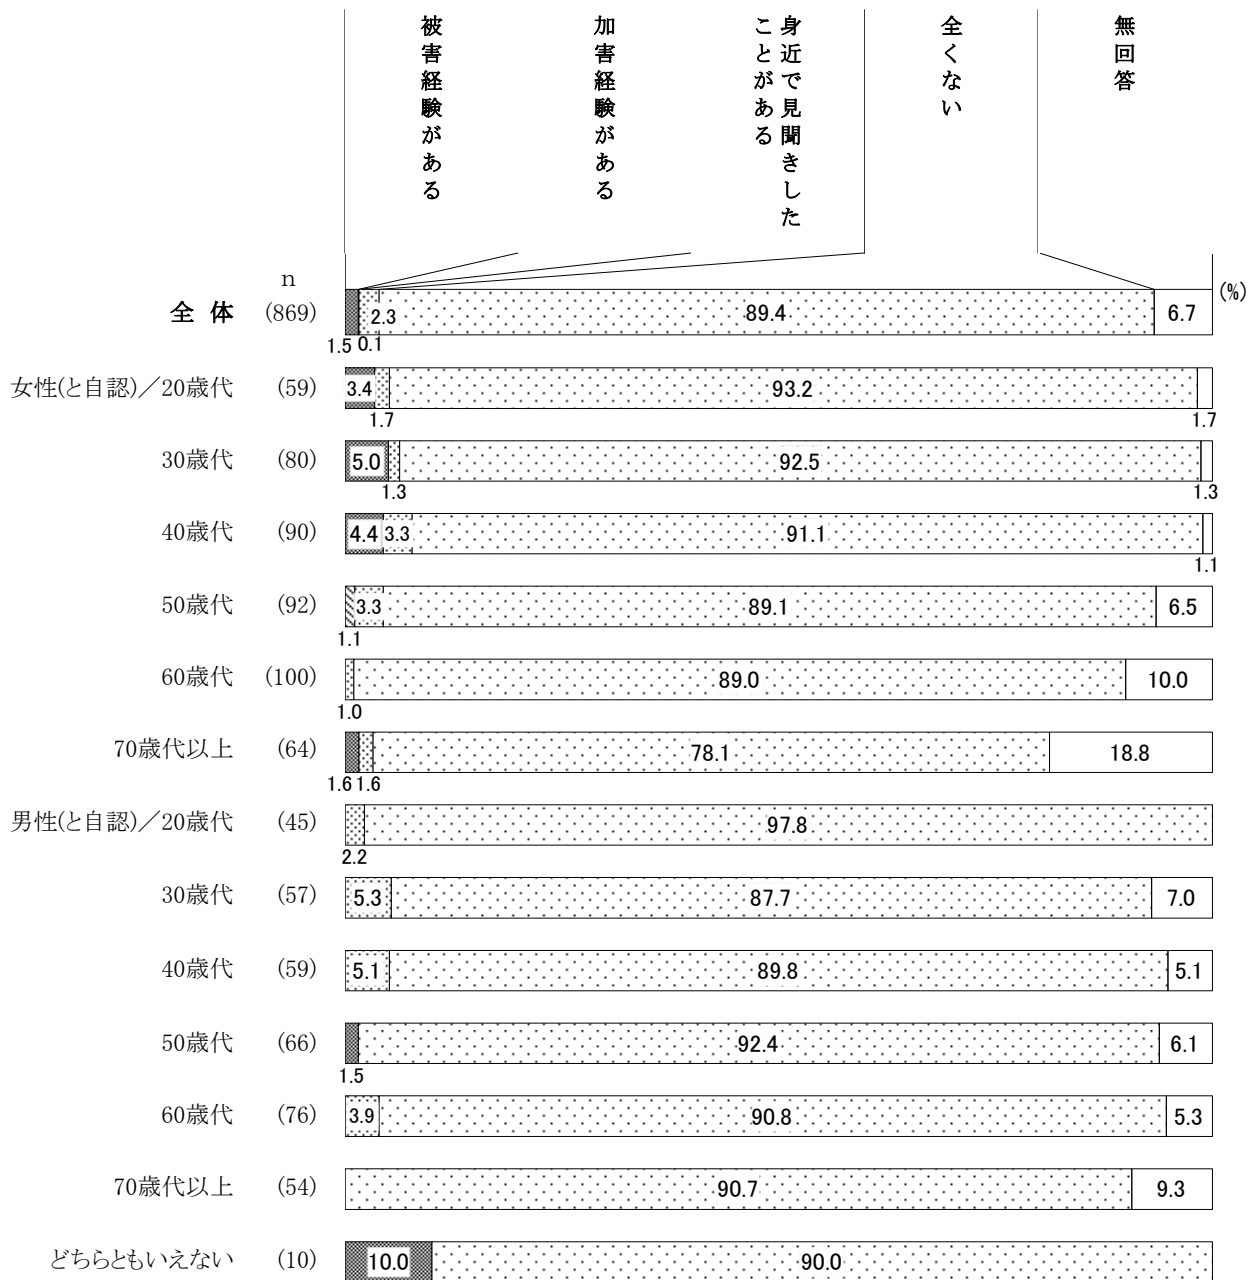 被害経験がある
加害経験がある
身近で見聞きした
ことがある
全くない
無回答
n
(%)
全 体 (869) 2.3 89.4 6.7
1.5 0.1
女性(と自認)／20歳代 (59) 3.4 93.2
1.7 1.7
30歳代 (80) 5.0 92.5
1.3 1.3
40歳代 (90) 4.4 3.3 91.1
1.1
50歳代 (92) 3.3 89.1 6.5
1.1
60歳代 (100) 89.0 10.0
1.0
70歳代以上 (64) 78.1 18.8
1.6 1.6
男性(と自認)／20歳代 (45) 97.8
2.2
30歳代 (57) 5.3 87.7 7.0
40歳代 (59) 5.1 89.8 5.1
50歳代 (66) 92.4 6.1
1.5
60歳代 (76) 3.9 90.8 5.3
70歳代以上 (54) 90.7 9.3
どちらともいえない (10) 10.0 90.0